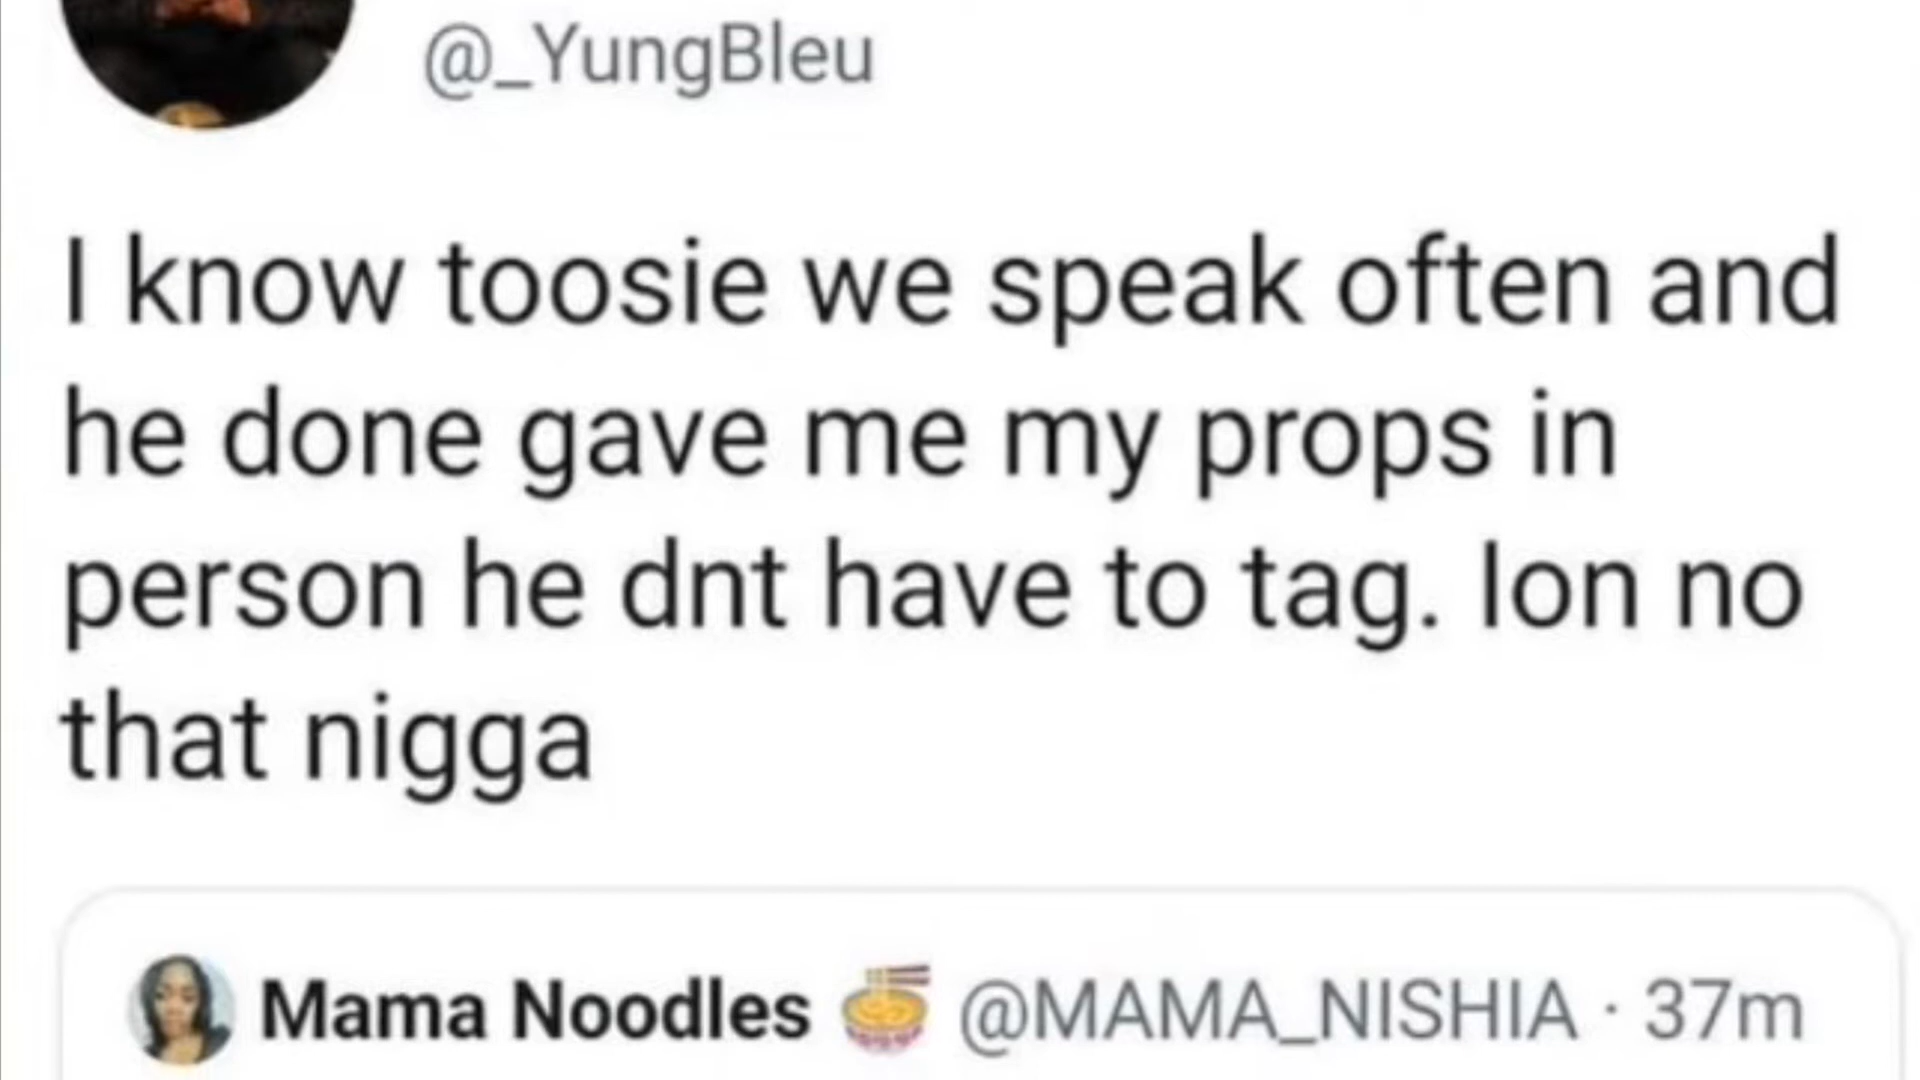 @_YungBleu
I know toosie we speak often and
he done gave me my props in
person he dnt have to tag. Ion no
that nigga
Mama Noodles 🍜 @MAMA_NISHIA · 37m